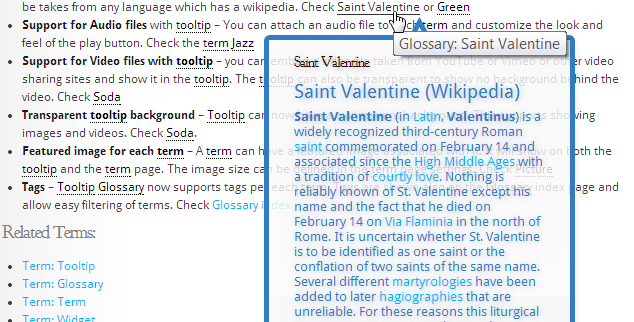 be takes from any language which has a wikipedia. Check Saint Valentine or Green
Support for Audio files with tooltip – You can attach an audio file to each term and customize the look and
feel of the play button. Check the term Jazz
Support for Video files with tooltip – you can
taken from YouTube or Vimeo or other video
sharing sites and show it in the tooltip. The tooltip can also be transparent to show no background behind the
video. Check Soda
Transparent tooltip background – Tooltip can now
showing
images and videos. Check Soda.
Featured image for each term – A term can have a
show on both the
tooltip and the term page. The image size can be
Check Picture
Tags – Tooltip Glossary now supports tags per
index page and
allow easy filtering of terms. Check Glossary index
Related Terms:
Term: Tooltip
Term: Glossary
Term: Term
Term: Widget
Glossary: Saint Valentine
Saint Valentine
Saint Valentine (Wikipedia)
Saint Valentine (in Latin, Valentinus) is a
widely recognized third-century Roman
saint commemorated on February 14 and
associated since the High Middle Ages with
a tradition of courtly love. Nothing is
reliably known of St. Valentine except his
name and the fact that he died on
February 14 on Via Flaminia in the north of
Rome. It is uncertain whether St. Valentine
is to be identified as one saint or the
conflation of two saints of the same name.
Several different martyrologies have been
added to later hagiographies that are
unreliable. For these reasons this liturgical